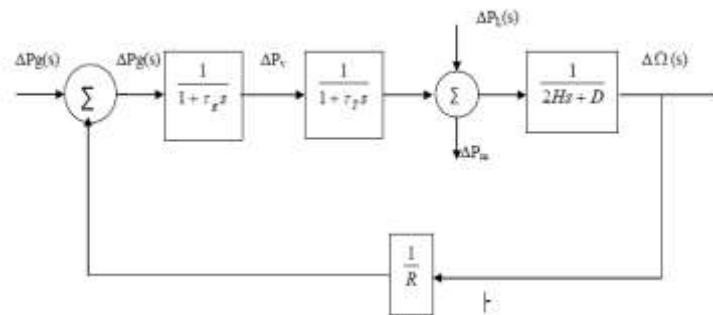 ΔP_L(s)
ΔPg(s)
ΔPg(s)
ΔP_v
ΔΩ(s)
Σ
1/(1+τ_g s)
1/(1+τ_T s)
Σ
1/(2Hs+D)
ΔP_m
1/R